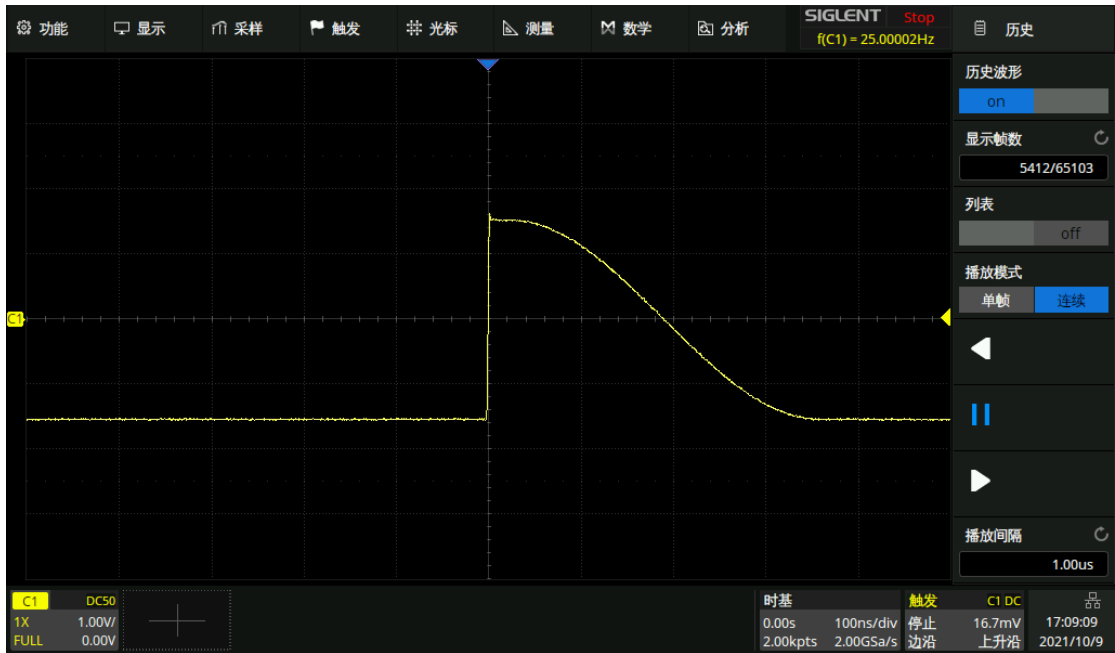 功能 显示 采样 触发 光标 测量 数学 分析 SIGLENT Stop
f(C1) = 25.00002Hz
历史
历史波形
on
显示帧数
5412/65103
列表
off
播放模式
单帧 连续
播放间隔
1.00us
C1
C1 DC50
1X 1.00V/
FULL 0.00V
时基
0.00s 100ns/div
2.00kpts 2.00GSa/s
触发 C1 DC
停止 16.7mV
边沿 上升沿
17:09:09
2021/10/9